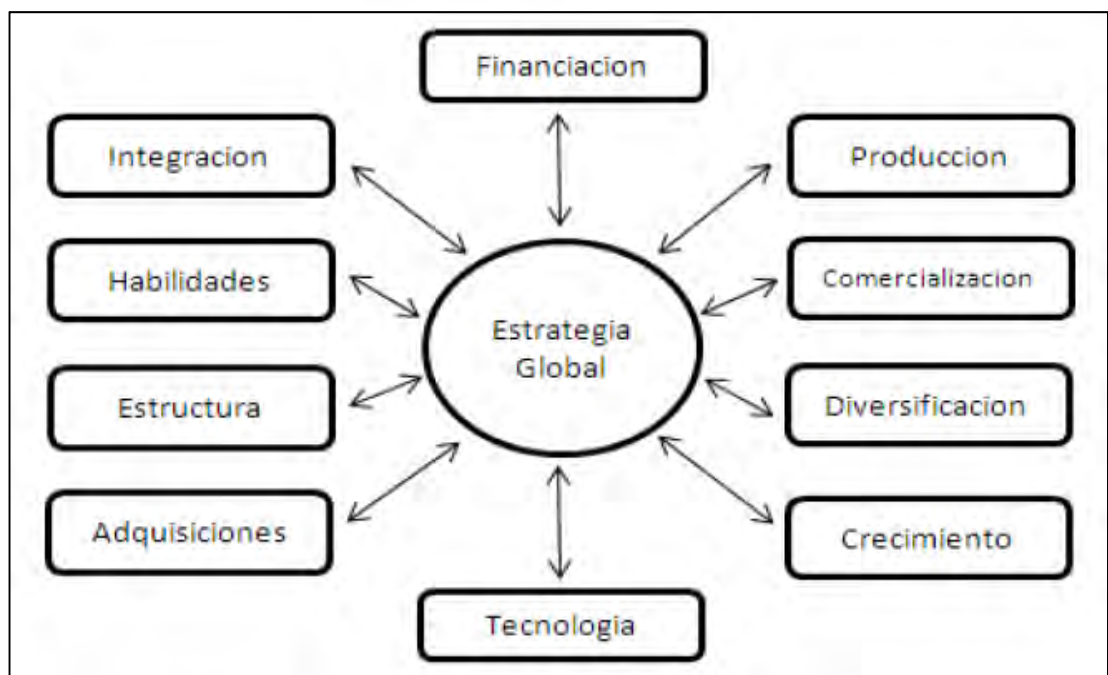 Financiacion
Integracion
Produccion
Habilidades
Comercializacion
Estrategia
Global
Estructura
Diversificacion
Adquisiciones
Crecimiento
Tecnologia